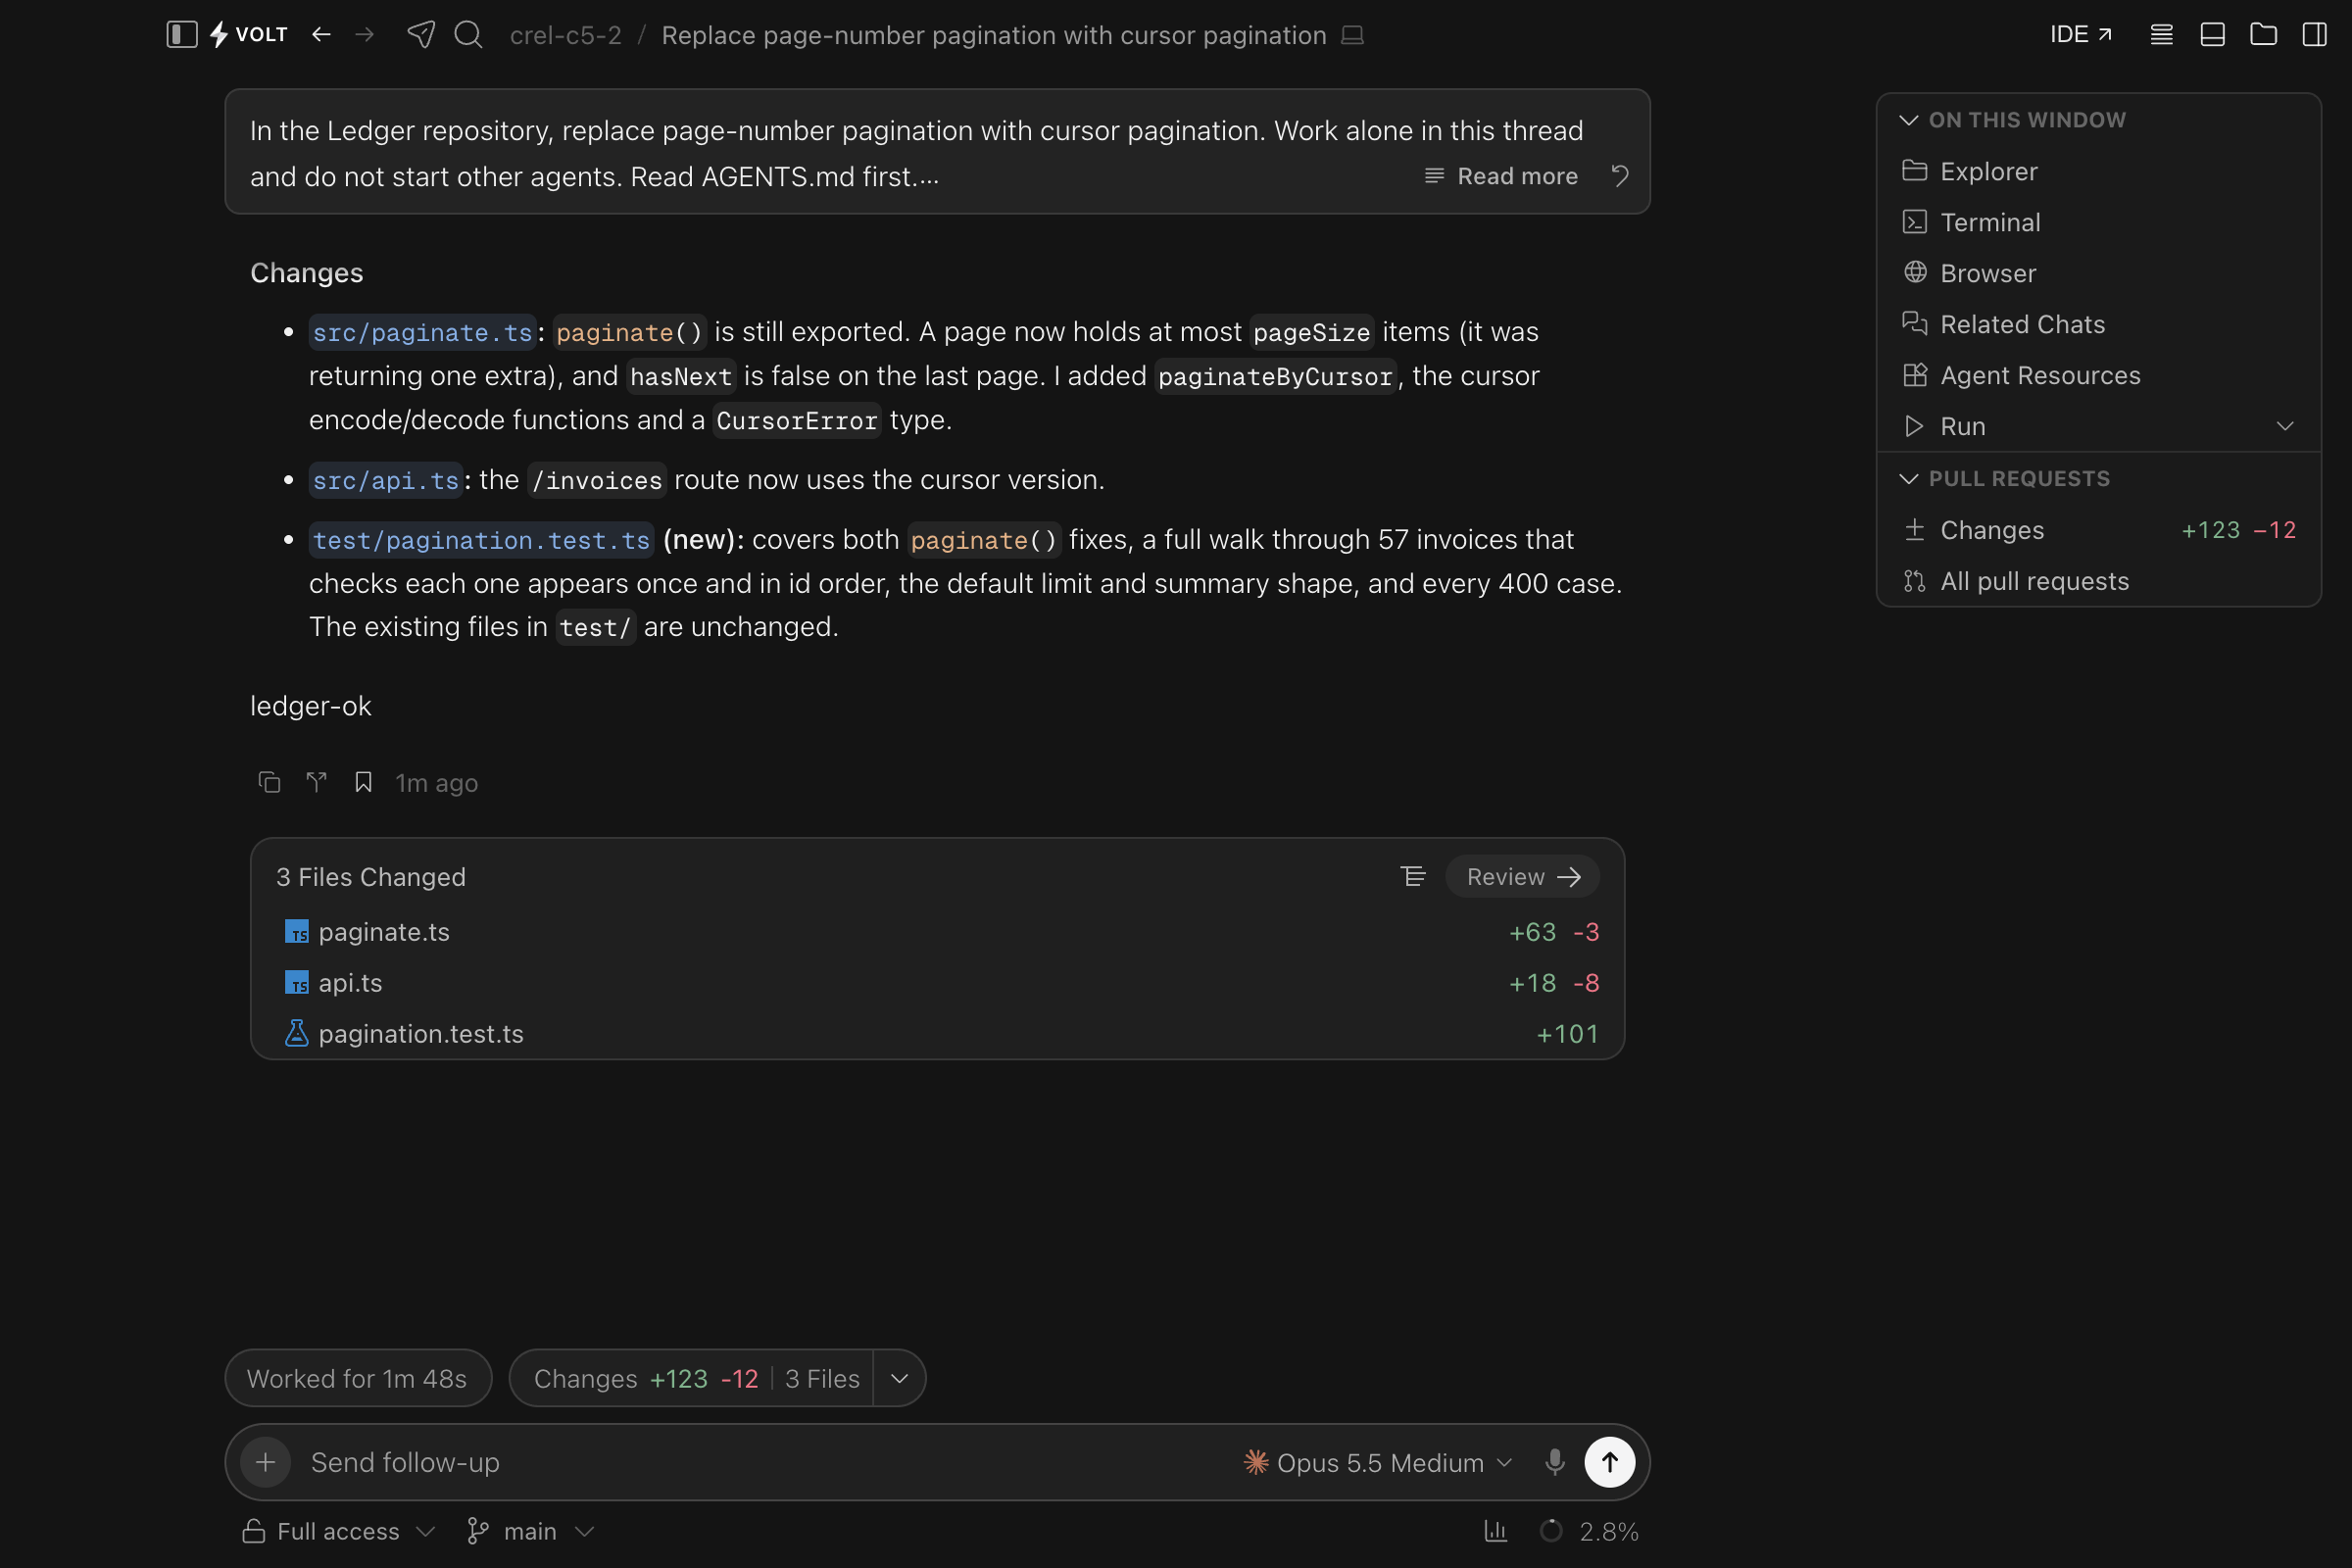 VOLT
crel-c5-2 / Replace page-number pagination with cursor pagination
IDE
In the Ledger repository, replace page-number pagination with cursor pagination. Work alone in this thread
and do not start other agents. Read AGENTS.md first.…
Read more
Changes
src/paginate.ts: paginate() is still exported. A page now holds at most pageSize items (it was
returning one extra), and hasNext is false on the last page. I added paginateByCursor, the cursor
encode/decode functions and a CursorError type.
src/api.ts: the /invoices route now uses the cursor version.
test/pagination.test.ts (new): covers both paginate() fixes, a full walk through 57 invoices that
checks each one appears once and in id order, the default limit and summary shape, and every 400 case.
The existing files in test/ are unchanged.
ledger-ok
1m ago
3 Files Changed
Review
TS paginate.ts +63 -3
TS api.ts +18 -8
pagination.test.ts +101
Worked for 1m 48s
Changes +123 -12 3 Files
Send follow-up
Opus 5.5 Medium
Full access
main
2.8%
ON THIS WINDOW
Explorer
Terminal
Browser
Related Chats
Agent Resources
Run
PULL REQUESTS
Changes +123 −12
All pull requests